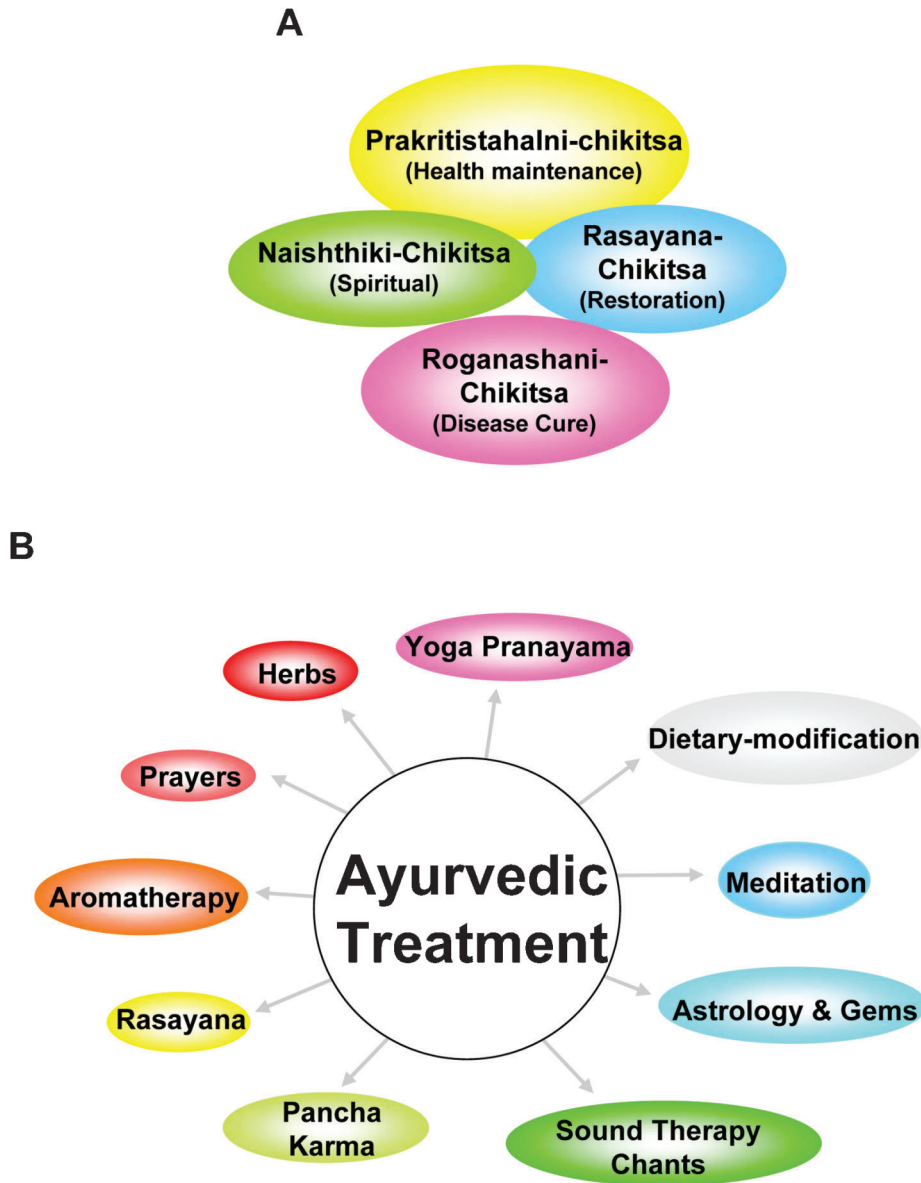 A
Prakritistahalni-chikitsa
(Health maintenance)
Naishthiki-Chikitsa
(Spiritual)
Rasayana-
Chikitsa
(Restoration)
Roganashani-
Chikitsa
(Disease Cure)
B
Yoga Pranayama
Herbs
Dietary-modification
Prayers
Ayurvedic
Treatment
Meditation
Aromatherapy
Astrology & Gems
Rasayana
Pancha
Karma
Sound Therapy
Chants